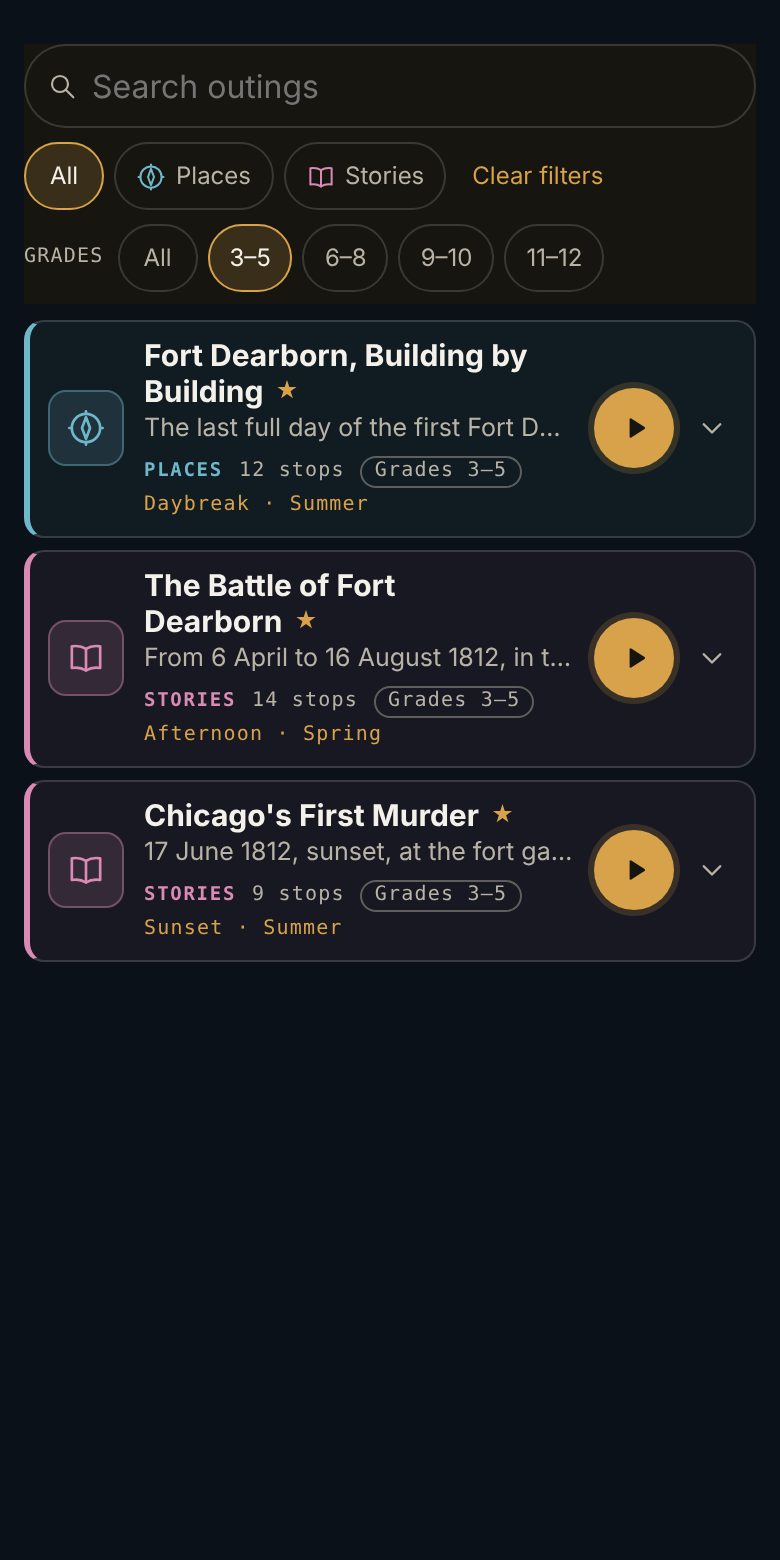 Search outings
All Places Stories Clear filters
GRADES All 3–5 6–8 9–10 11–12
Fort Dearborn, Building by
Building ★
The last full day of the first Fort D…
PLACES 12 stops Grades 3–5
Daybreak · Summer
The Battle of Fort
Dearborn ★
From 6 April to 16 August 1812, in t…
STORIES 14 stops Grades 3–5
Afternoon · Spring
Chicago's First Murder ★
17 June 1812, sunset, at the fort ga…
STORIES 9 stops Grades 3–5
Sunset · Summer